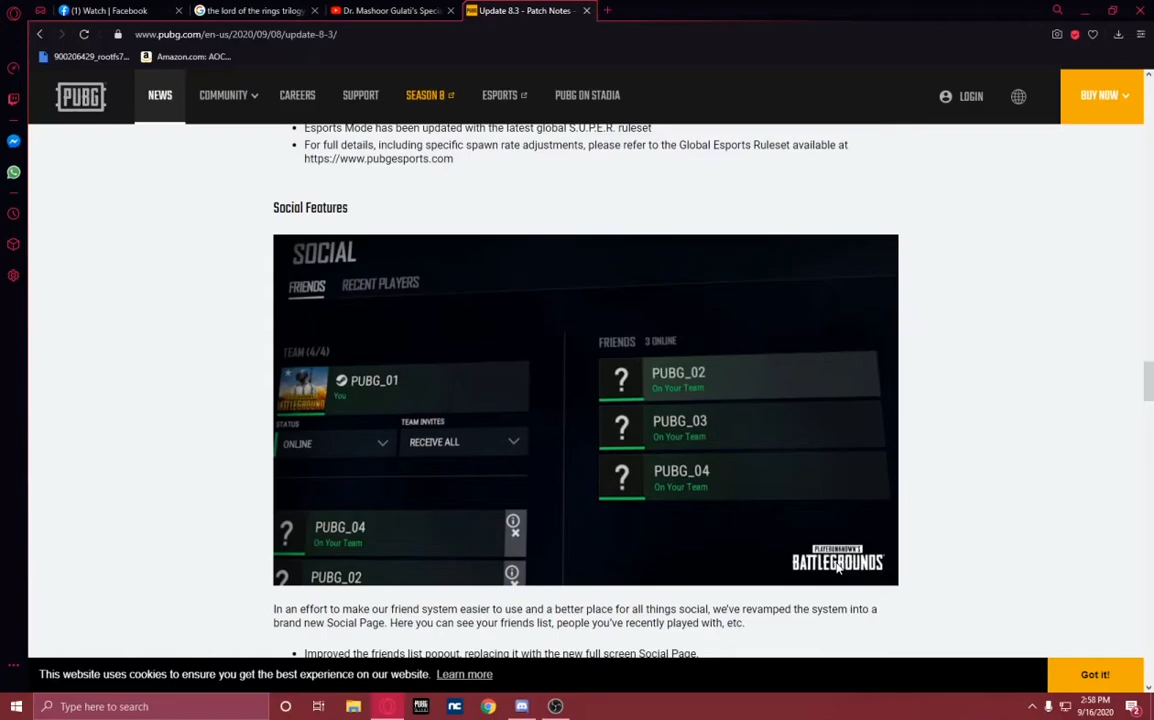 (1) Watch | Facebook
the lord of the rings trilogy
Dr. Mashoor Gulati's Speci
Update 8.3 - Patch Notes -
www.pubg.com/en-us/2020/09/08/update-8-3/
900206429_rootfs7...
Amazon.com: AOC...
PUBG
NEWS
COMMUNITY
CAREERS
SUPPORT
SEASON 8
ESPORTS
PUBG ON STADIA
LOGIN
BUY NOW
Esports Mode has been updated with the latest global S.U.P.E.R. ruleset
For full details, including specific spawn rate adjustments, please refer to the Global Esports Ruleset available at
https://www.pubgesports.com
Social Features
SOCIAL
FRIENDS RECENT PLAYERS
TEAM (4/4)
BATTLEGROUND
PUBG_01
You
STATUS
TEAM INVITES
ONLINE
RECEIVE ALL
PUBG_04
On Your Team
PUBG_02
FRIENDS 3 ONLINE
PUBG_02
On Your Team
PUBG_03
On Your Team
PUBG_04
On Your Team
PLAYERUNKNOWN'S
BATTLEGROUNDS
In an effort to make our friend system easier to use and a better place for all things social, we've revamped the system into a
brand new Social Page. Here you can see your friends list, people you've recently played with, etc.
Improved the friends list popout, replacing it with the new full screen Social Page.
This website uses cookies to ensure you get the best experience on our website. Learn more
Got it!
Type here to search
PUBG
nc
2:58 PM
9/16/2020
2